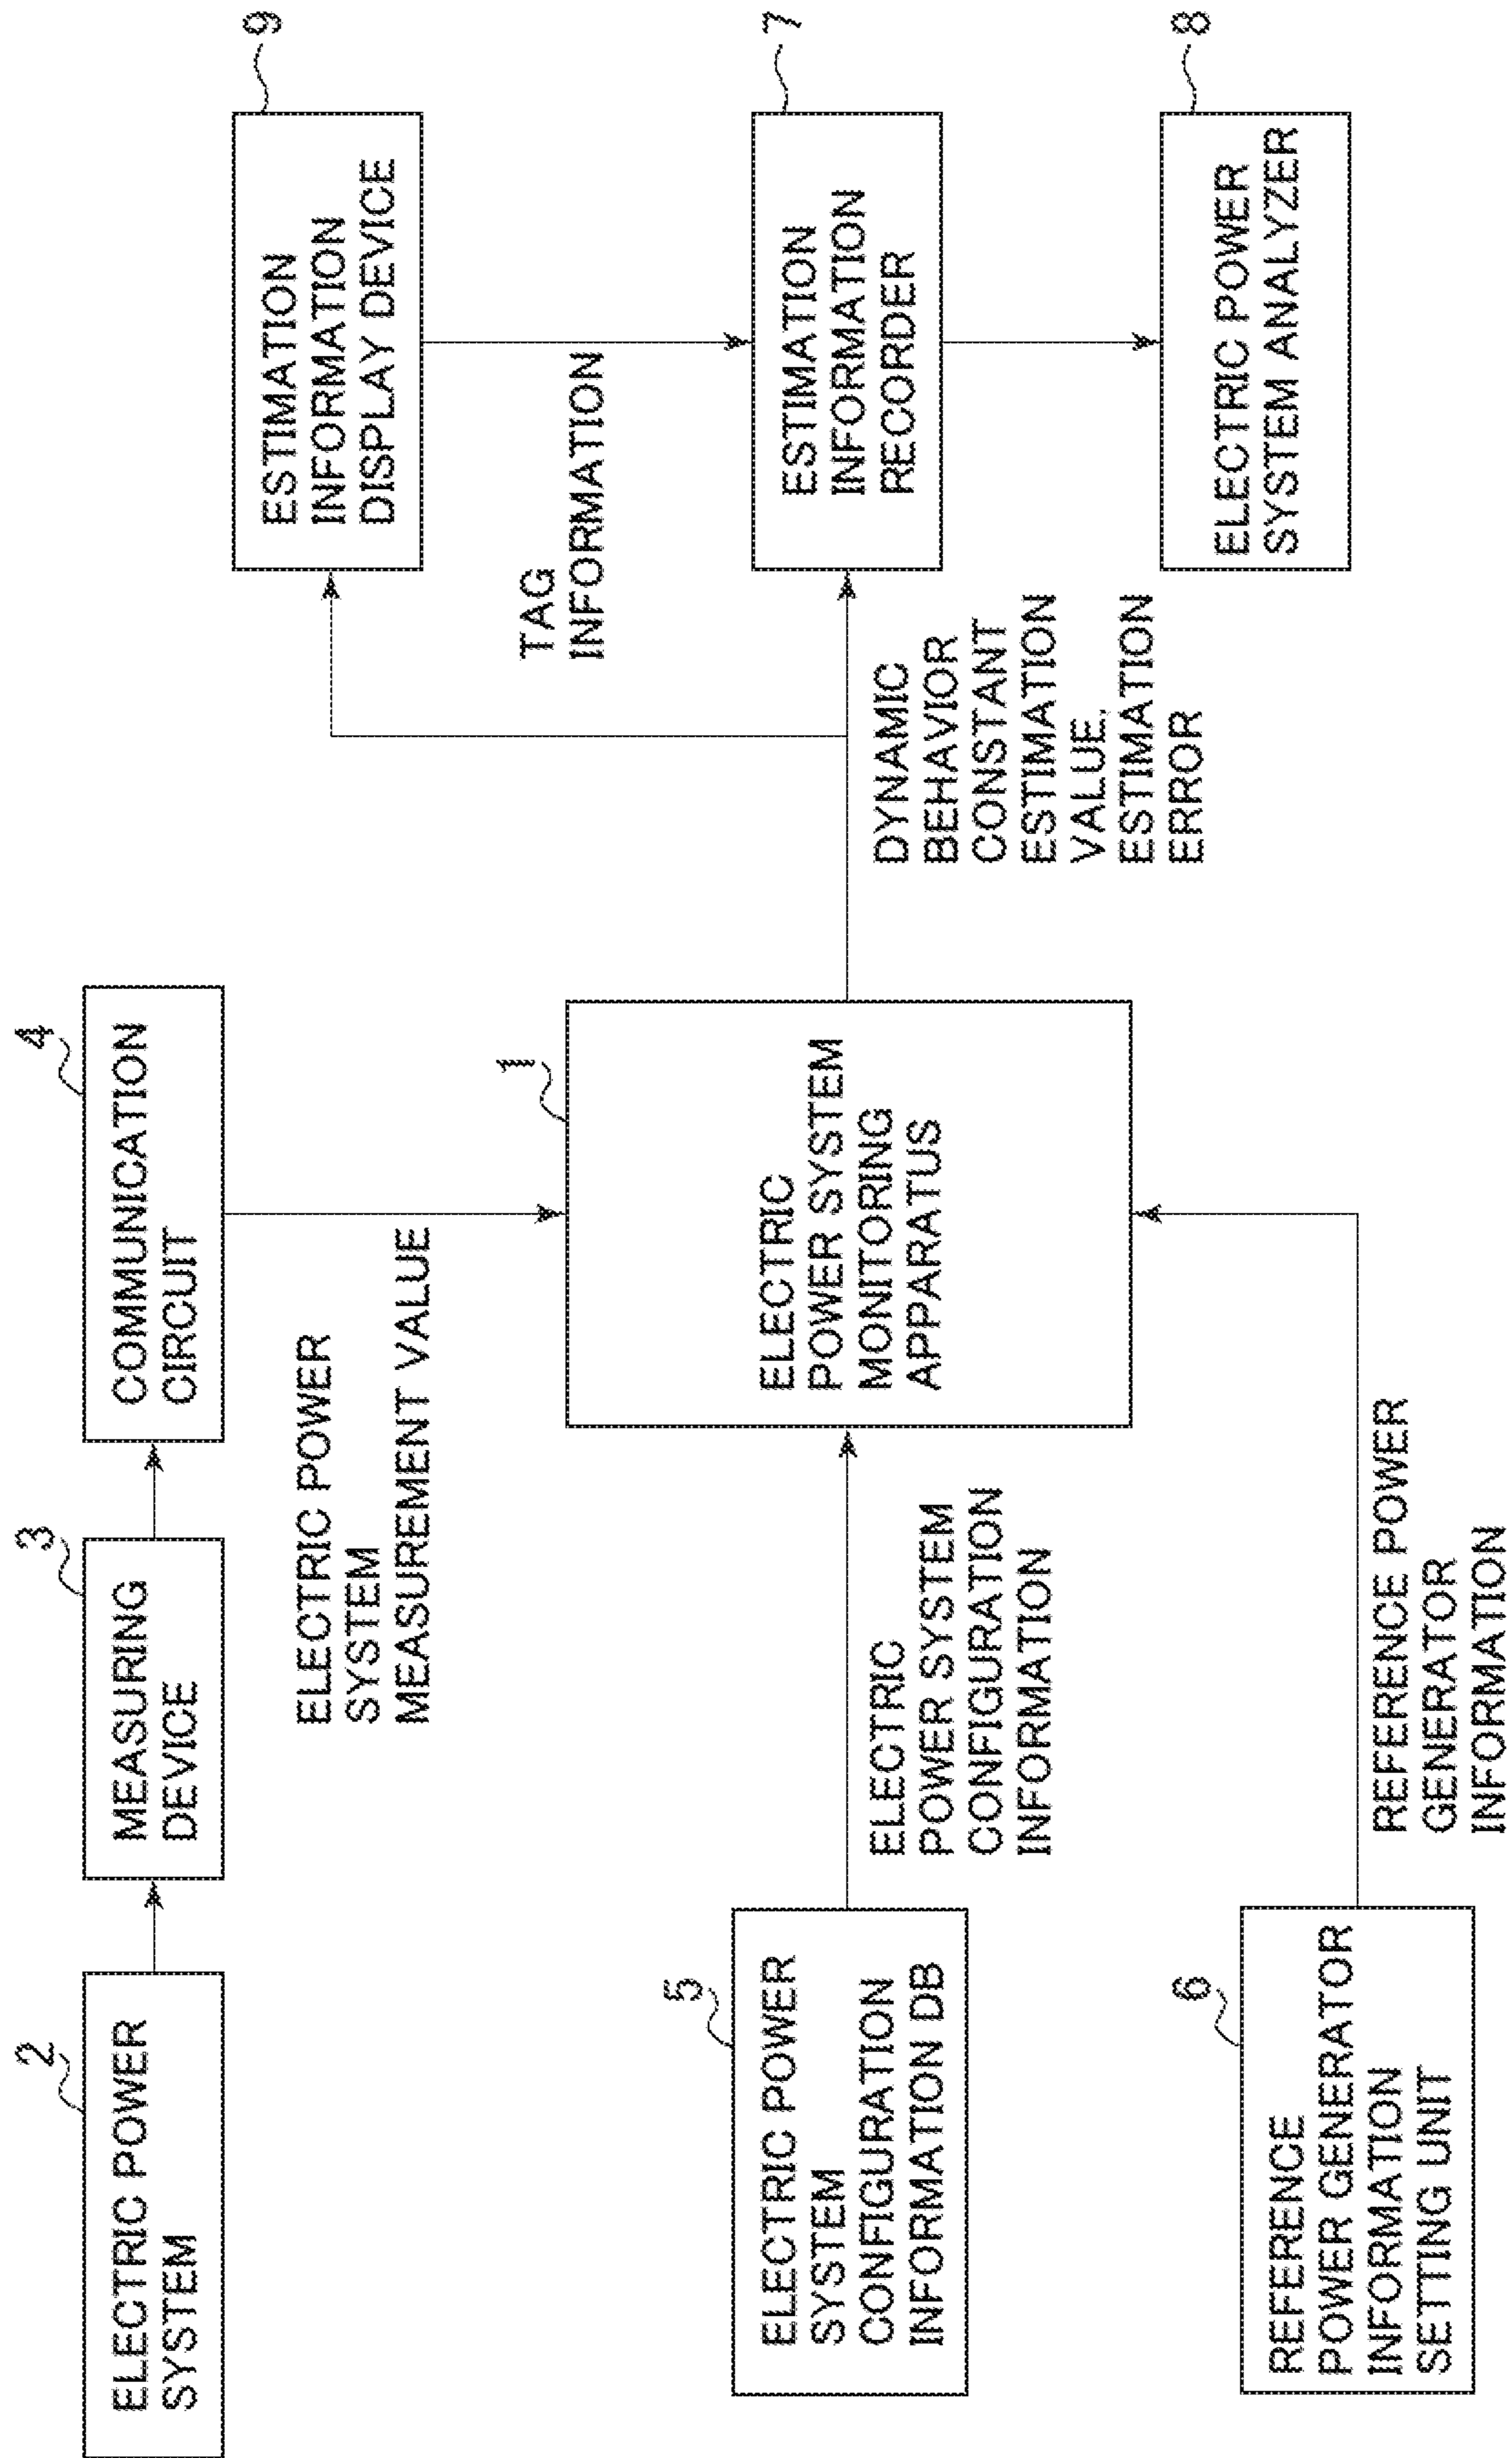 2
ELECTRIC POWER
SYSTEM
3
MEASURING
DEVICE
4
COMMUNICATION
CIRCUIT
ELECTRIC POWER
SYSTEM
MEASUREMENT VALUE
5
ELECTRIC POWER
SYSTEM
CONFIGURATION
INFORMATION DB
ELECTRIC
POWER SYSTEM
CONFIGURATION
INFORMATION
1
ELECTRIC
POWER SYSTEM
MONITORING
APPARATUS
6
REFERENCE
POWER GENERATOR
INFORMATION
SETTING UNIT
REFERENCE POWER
GENERATOR
INFORMATION
DYNAMIC
BEHAVIOR
CONSTANT
ESTIMATION
VALUE,
ESTIMATION
ERROR
9
ESTIMATION
INFORMATION
DISPLAY DEVICE
TAG
INFORMATION
7
ESTIMATION
INFORMATION
RECORDER
8
ELECTRIC POWER
SYSTEM ANALYZER